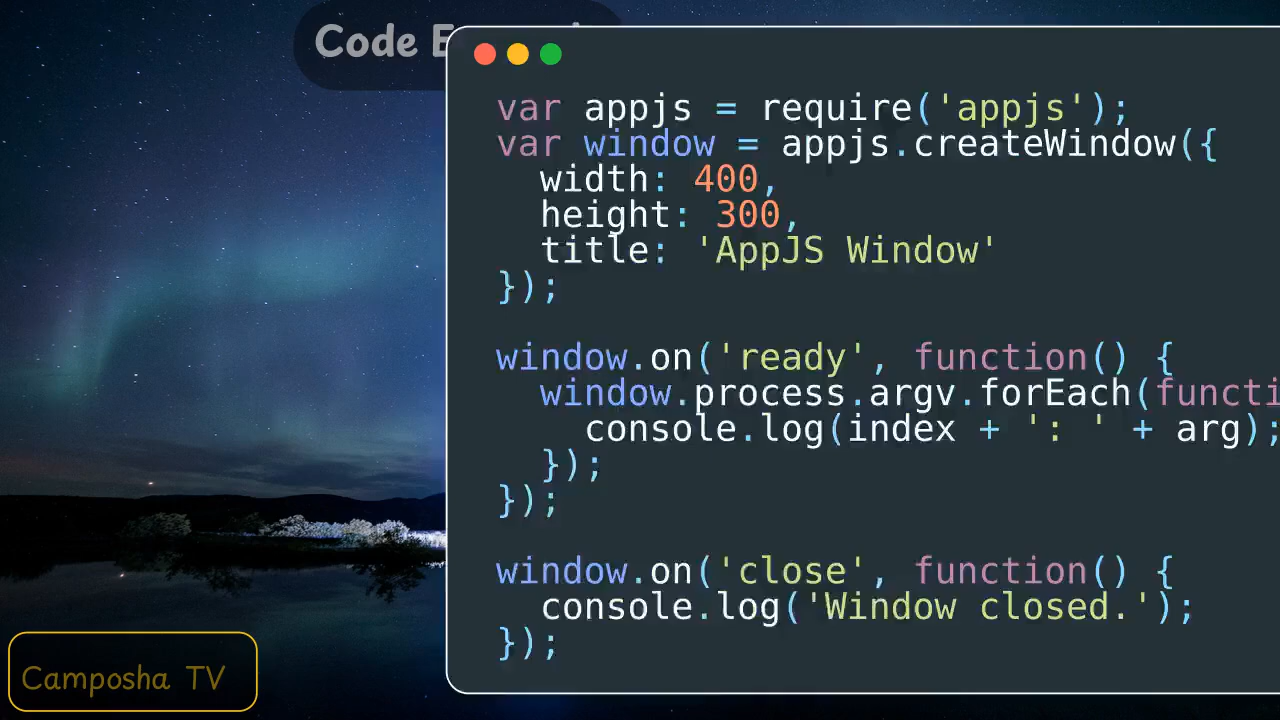 Code
var appjs = require('appjs');
var window = appjs.createWindow({
  width: 400,
  height: 300,
  title: 'AppJS Window'
});

window.on('ready', function() {
  window.process.argv.forEach(
    console.log(index + ': ' + arg);
  });
});

window.on('close', function() {
  console.log('Window closed.');
});
Camposha TV